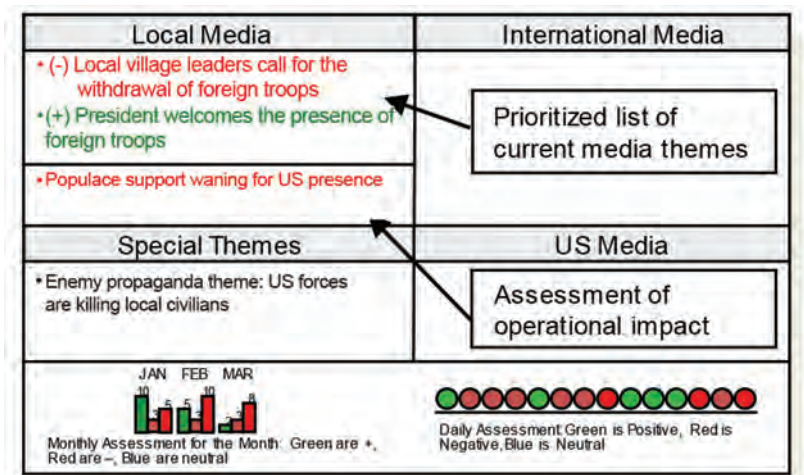 Local Media
International Media
• (-) Local village leaders call for the
withdrawal of foreign troops
• (+) President welcomes the presence of
foreign troops
Prioritized list of
current media themes
• Populace support waning for US presence
Special Themes
US Media
• Enemy propaganda theme: US forces
are killing local civilians
Assessment of
operational impact
JAN FEB MAR
10 3 5 5 3 10 2 8
Monthly Assessment for the Month: Green are +,
Red are –, Blue are neutral
Daily Assessment Green is Positive, Red is
Negative, Blue is Neutral